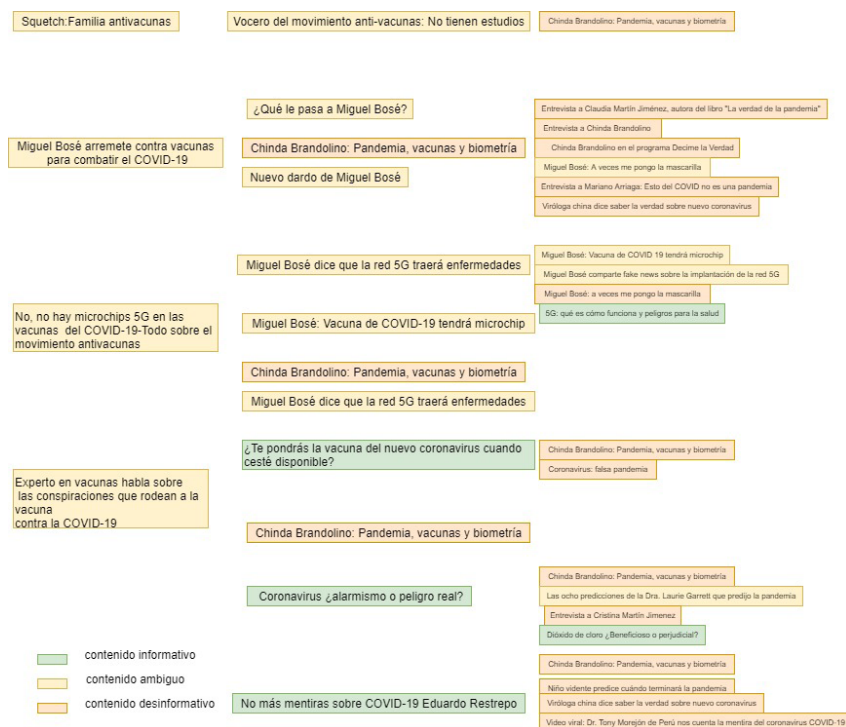 Squetch:Familia antivacunas
Vocero del movimiento anti-vacunas: No tienen estudios
Chinda Brandolino: Pandemia, vacunas y biometría
Miguel Bosé arremete contra vacunas
para combatir el COVID-19
¿Qué le pasa a Miguel Bosé?
Chinda Brandolino: Pandemia, vacunas y biometría
Nuevo dardo de Miguel Bosé
Entrevista a Claudia Martín Jiménez, autora del libro "La verdad de la pandemia"
Entrevista a Chinda Brandolino
Chinda Brandolino en el programa Decime la Verdad
Miguel Bosé: A veces me pongo la mascarilla
Entrevista a Mariano Arriaga: Esto del COVID no es una pandemia
Viróloga china dice saber la verdad sobre nuevo coronavirus
No, no hay microchips 5G en las
vacunas del COVID-19-Todo sobre el
movimiento antivacunas
Miguel Bosé dice que la red 5G traerá enfermedades
Miguel Bosé: Vacuna de COVID 19 tendrá microchip
Miguel Bosé comparte fake news sobre la implantación de la red 5G
Miguel Bosé: a veces me pongo la mascarilla
5G: qué es cómo funciona y peligros para la salud
Miguel Bosé: Vacuna de COVID-19 tendrá microchip
Chinda Brandolino: Pandemia, vacunas y biometría
Miguel Bosé dice que la red 5G traerá enfermedades
Experto en vacunas habla sobre
las conspiraciones que rodean a la
vacuna
contra la COVID-19
¿Te pondrás la vacuna del nuevo coronavirus cuando
cesté disponible?
Chinda Brandolino: Pandemia, vacunas y biometría
Coronavirus: falsa pandemia
Chinda Brandolino: Pandemia, vacunas y biometría
Coronavirus ¿alarmismo o peligro real?
Chinda Brandolino: Pandemia, vacunas y biometría
Las ocho predicciones de la Dra. Laurie Garrett que predijo la pandemia
Entrevista a Cristina Martín Jimenez
Dióxido de cloro ¿Beneficioso o perjudicial?
No más mentiras sobre COVID-19 Eduardo Restrepo
Chinda Brandolino: Pandemia, vacunas y biometría
Niño vidente predice cuándo terminará la pandemia
Viróloga china dice saber la verdad sobre nuevo coronavirus
Video viral: Dr. Tony Morejón de Perú nos cuenta la mentira del coronavirus COVID-19
contenido informativo
contenido ambiguo
contenido desinformativo